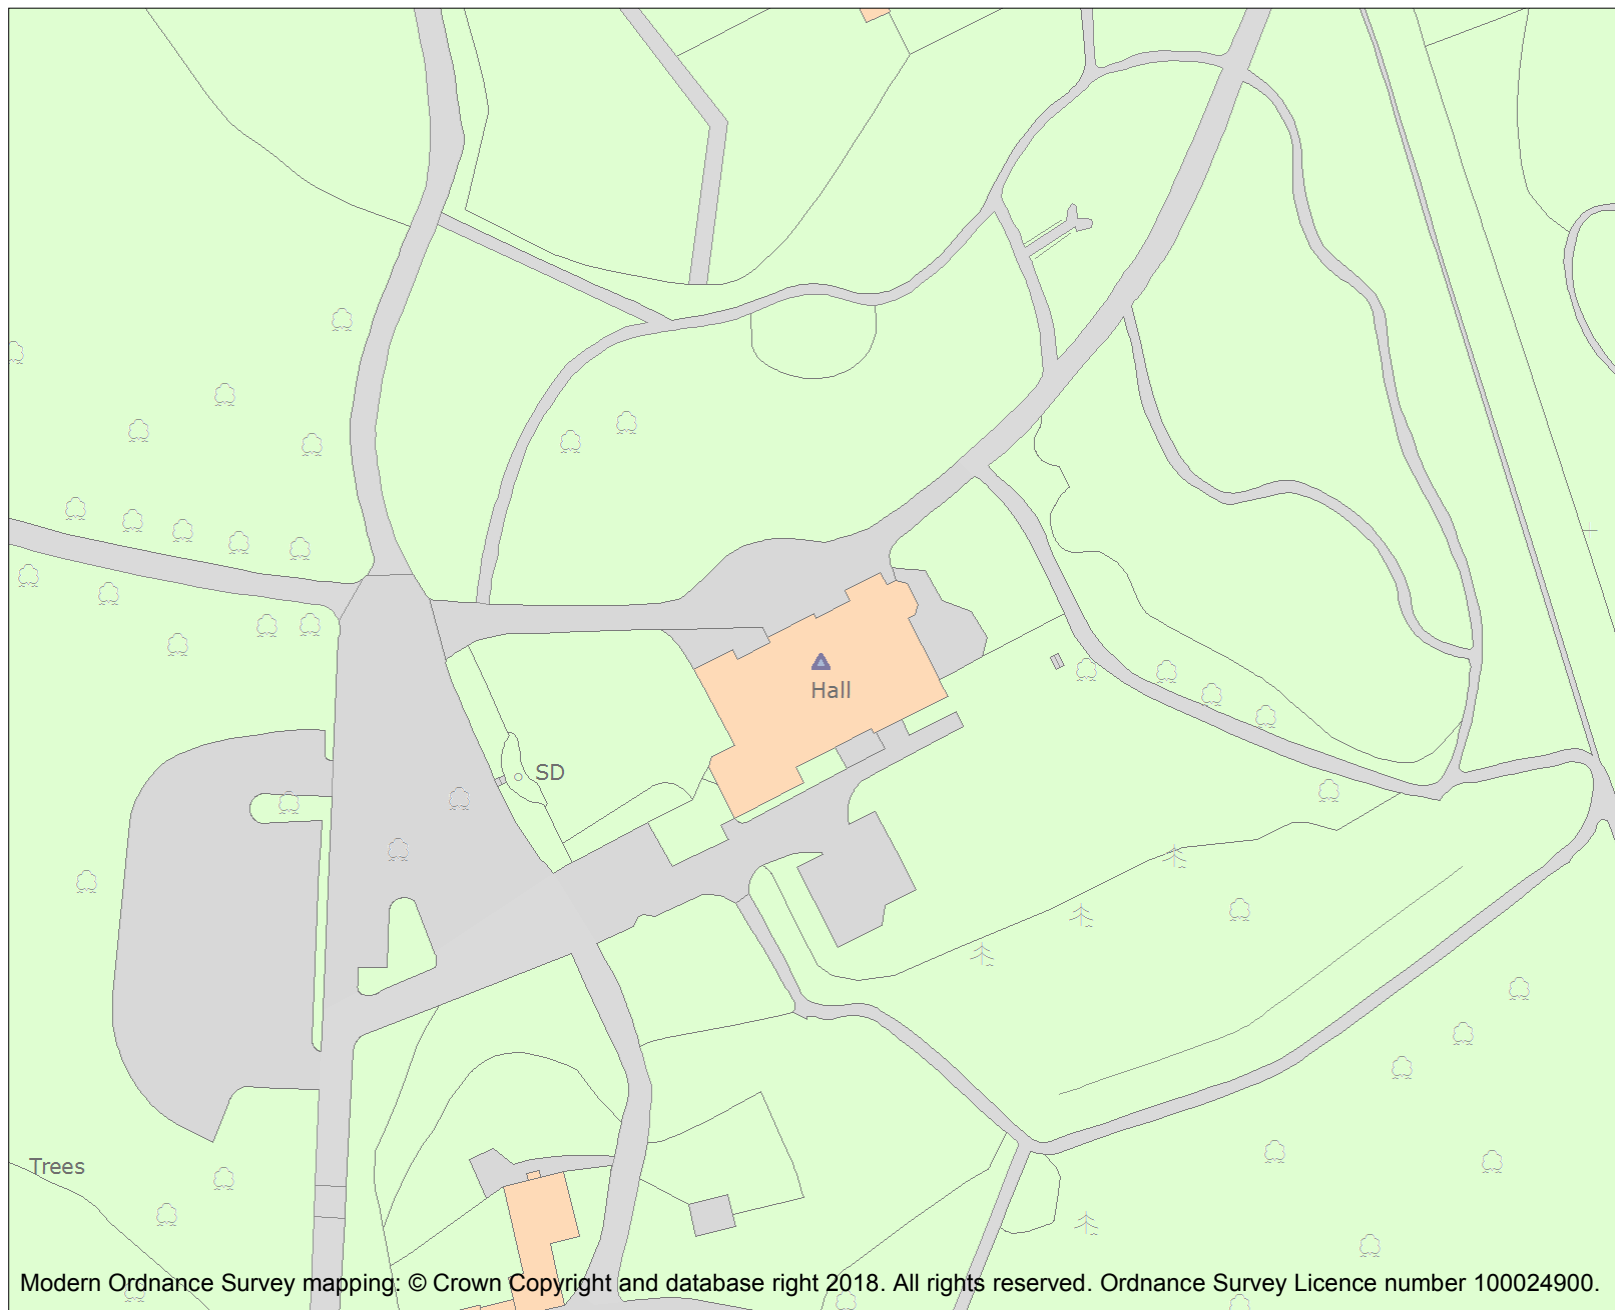 Hall
SD
Trees
Modern Ordnance Survey mapping: © Crown Copyright and database right 2018. All rights reserved. Ordnance Survey Licence number 100024900.